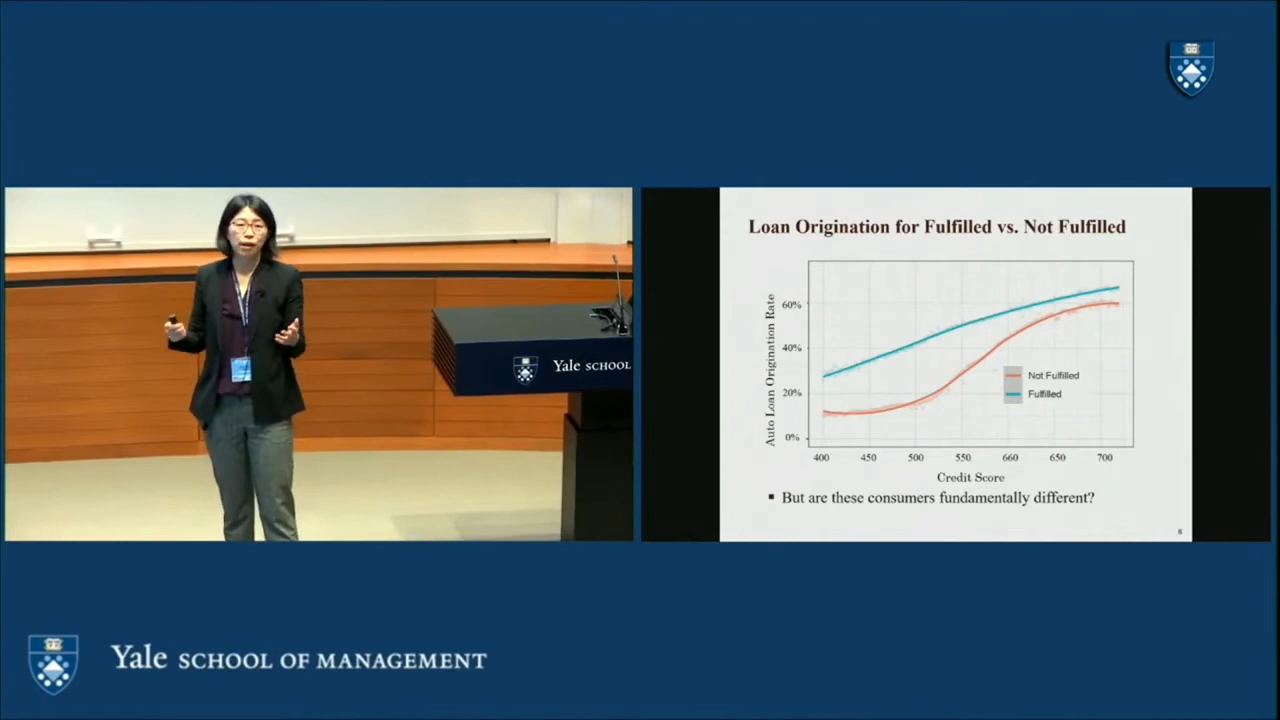 Yale SCHOOL
Loan Origination for Fulfilled vs. Not Fulfilled
Auto Loan Origination Rate
60%
40%
20%
0%
Not Fulfilled
Fulfilled
400 450 500 550 660 650 700
Credit Score
▪ But are these consumers fundamentally different?
8
Yale SCHOOL OF MANAGEMENT